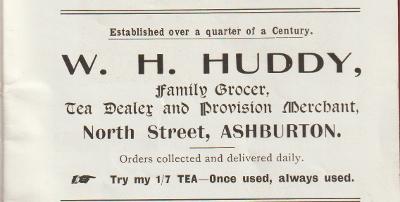 Established over a quarter of a Century.
W. H. HUDDY,
Family Grocer,
Tea Dealer and Provision Merchant,
North Street, ASHBURTON.
Orders collected and delivered daily.
☛ Try my 1/7 TEA—Once used, always used.